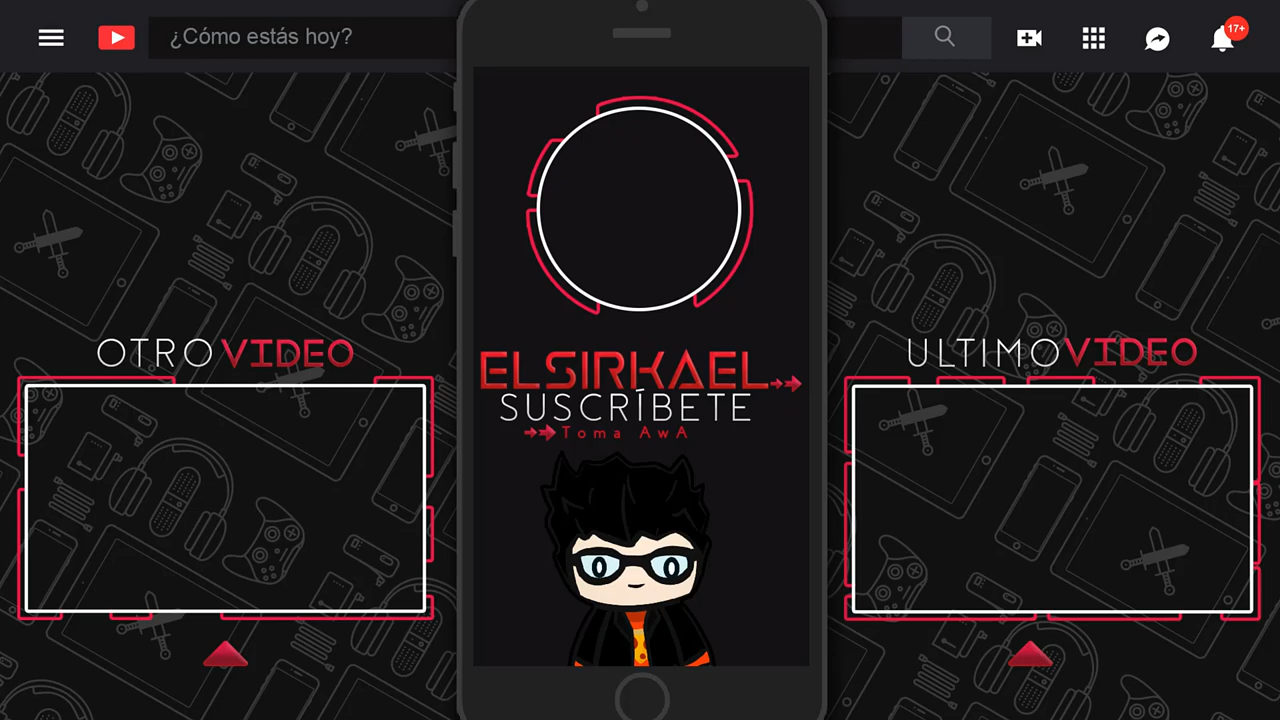 ¿Cómo estás hoy?
17+
OTRO VIDEO
ELSIRKAEL
SUSCRÍBETE
Toma AwA
ULTIMO VIDEO